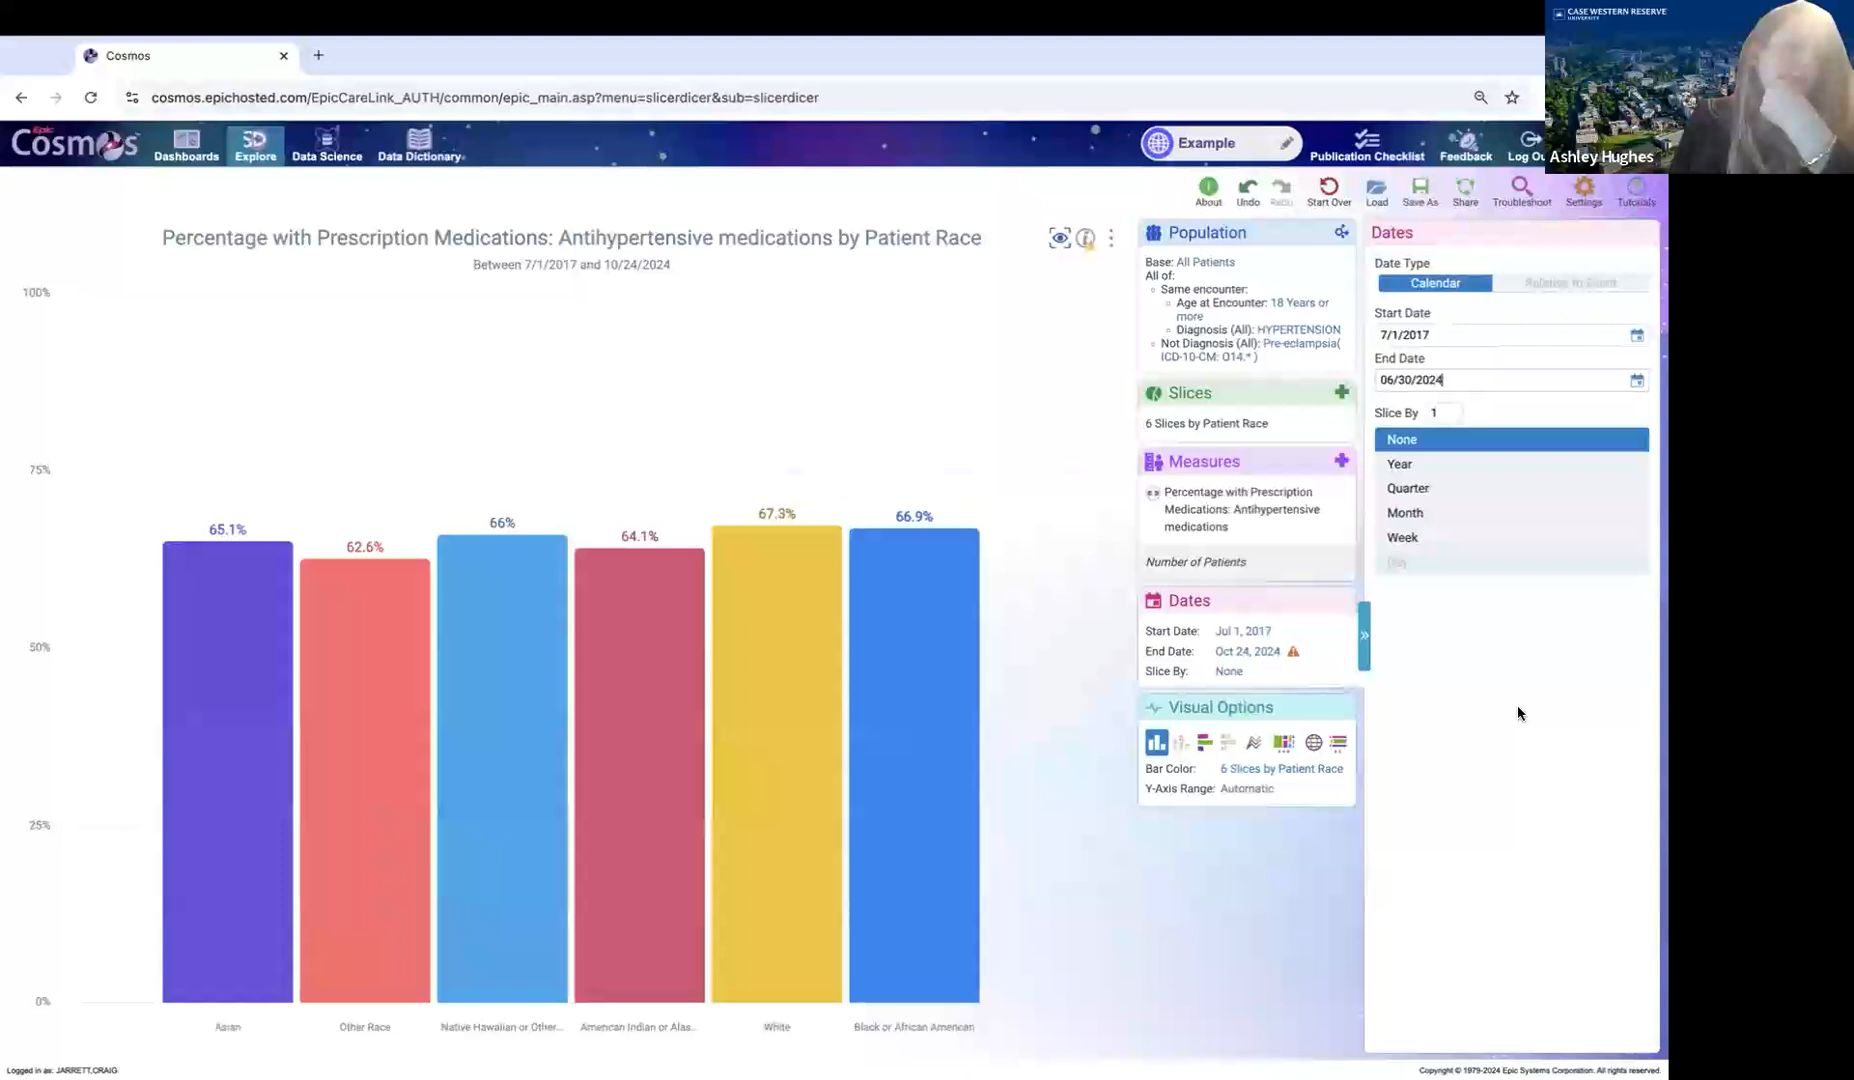 Cosmos
cosmos.epichosted.com/EpicCareLink_AUTH/common/epic_main.asp?menu=slicerdicer&sub=slicerdicer
CASE WESTERN RESERVE
UNIVERSITY
Ashley Hughes
Epic
Cosmos
Dashboards
SD
Explore
Data Science
Data Dictionary
Example
Publication Checklist
Feedback
Log Ou
About
Undo
Redo
Start Over
Load
Save As
Share
Troubleshoot
Settings
Tutorials
Percentage with Prescription Medications: Antihypertensive medications by Patient Race
Between 7/1/2017 and 10/24/2024
100%
75%
50%
25%
0%
65.1%
62.6%
66%
64.1%
67.3%
66.9%
Asian
Other Race
Native Hawaiian or Other...
American Indian or Alas...
White
Black or African American
Population
Base: All Patients
All of:
Same encounter:
Age at Encounter: 18 Years or
more
Diagnosis (All): HYPERTENSION
Not Diagnosis (All): Pre-eclampsia(
ICD-10-CM: O14.* )
Slices
6 Slices by Patient Race
Measures
Percentage with Prescription
Medications: Antihypertensive
medications
Number of Patients
Dates
Start Date: Jul 1, 2017
End Date: Oct 24, 2024
Slice By: None
Visual Options
Bar Color: 6 Slices by Patient Race
Y-Axis Range: Automatic
Dates
Date Type
Calendar
Relative to Event
Start Date
7/1/2017
End Date
06/30/2024
Slice By 1
None
Year
Quarter
Month
Week
Day
Logged in as: JARRETT,CRAIG
Copyright © 1979-2024 Epic Systems Corporation. All rights reserved.